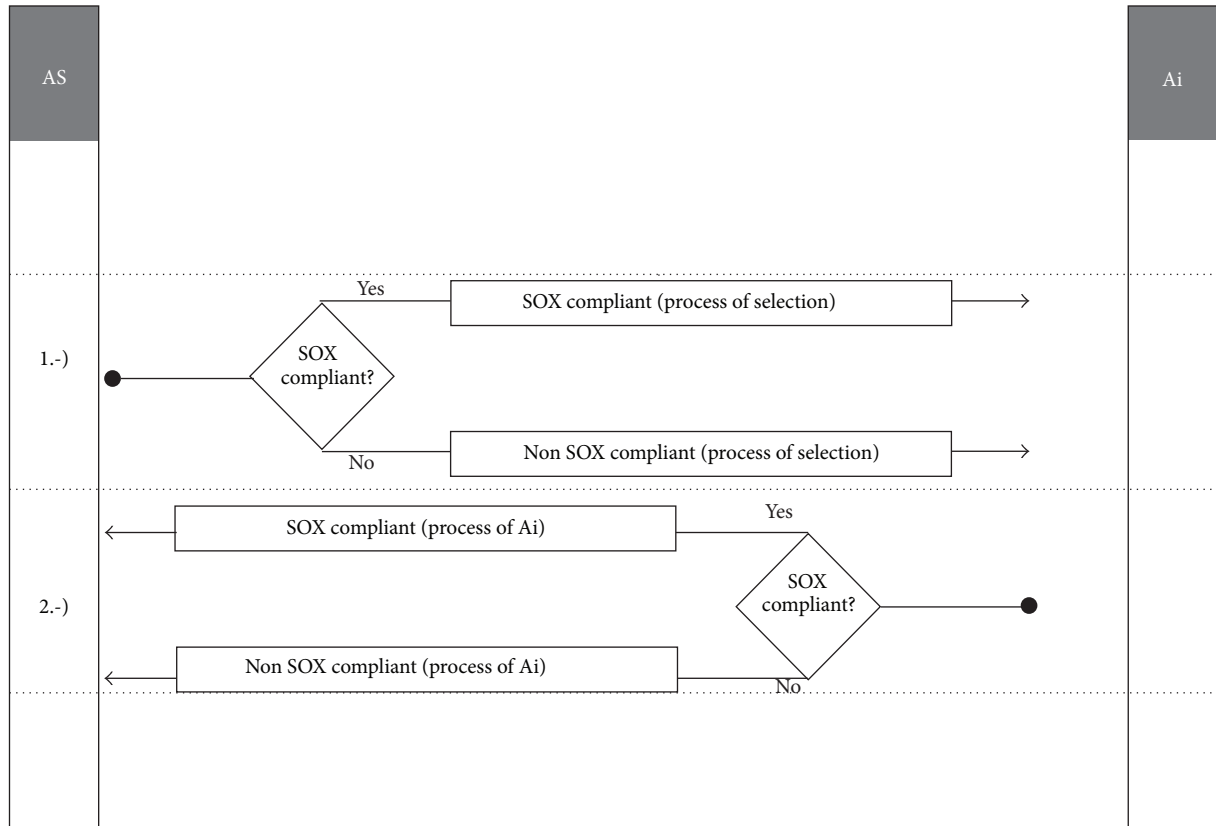 AS
Ai
Yes
SOX compliant (process of selection)
1.-)
SOX
compliant?
No
Non SOX compliant (process of selection)
SOX compliant (process of Ai)
Yes
2.-)
SOX
compliant?
Non SOX compliant (process of Ai)
No